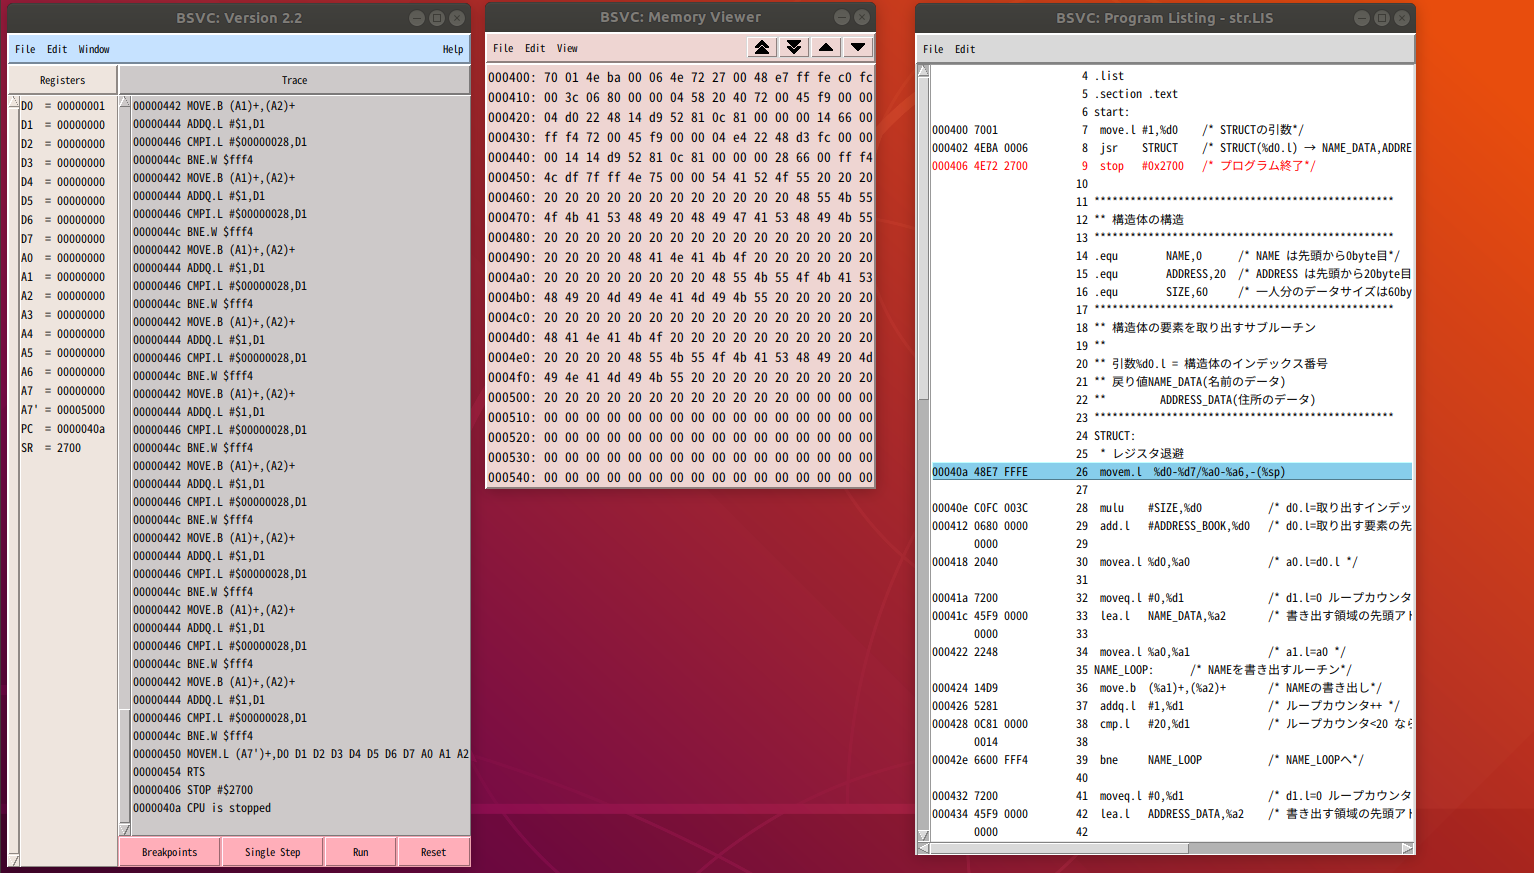 BSVC: Version 2.2
File Edit Window Help
Registers
Trace
D0 = 00000001
D1 = 00000000
D2 = 00000000
D3 = 00000000
D4 = 00000000
D5 = 00000000
D6 = 00000000
D7 = 00000000
A0 = 00000000
A1 = 00000000
A2 = 00000000
A3 = 00000000
A4 = 00000000
A5 = 00000000
A6 = 00000000
A7 = 00000000
A7' = 00005000
PC = 0000040a
SR = 2700
00000442 MOVE.B (A1)+,(A2)+
00000444 ADDQ.L #$1,D1
00000446 CMPI.L #$00000028,D1
0000044c BNE.W $fff4
00000442 MOVE.B (A1)+,(A2)+
00000444 ADDQ.L #$1,D1
00000446 CMPI.L #$00000028,D1
0000044c BNE.W $fff4
00000442 MOVE.B (A1)+,(A2)+
00000444 ADDQ.L #$1,D1
00000446 CMPI.L #$00000028,D1
0000044c BNE.W $fff4
00000442 MOVE.B (A1)+,(A2)+
00000444 ADDQ.L #$1,D1
00000446 CMPI.L #$00000028,D1
0000044c BNE.W $fff4
00000442 MOVE.B (A1)+,(A2)+
00000444 ADDQ.L #$1,D1
00000446 CMPI.L #$00000028,D1
0000044c BNE.W $fff4
00000442 MOVE.B (A1)+,(A2)+
00000444 ADDQ.L #$1,D1
00000446 CMPI.L #$00000028,D1
0000044c BNE.W $fff4
00000442 MOVE.B (A1)+,(A2)+
00000444 ADDQ.L #$1,D1
00000446 CMPI.L #$00000028,D1
0000044c BNE.W $fff4
00000442 MOVE.B (A1)+,(A2)+
00000444 ADDQ.L #$1,D1
00000446 CMPI.L #$00000028,D1
0000044c BNE.W $fff4
00000442 MOVE.B (A1)+,(A2)+
00000444 ADDQ.L #$1,D1
00000446 CMPI.L #$00000028,D1
0000044c BNE.W $fff4
00000450 MOVEM.L (A7')+,D0 D1 D2 D3 D4 D5 D6 D7 A0 A1 A2
00000454 RTS
00000406 STOP #$2700
0000040a CPU is stopped
Breakpoints
Single Step
Run
Reset
BSVC: Memory Viewer
File Edit View
000400: 70 01 4e ba 00 06 4e 72 27 00 48 e7 ff fe c0 fc
000410: 00 3c 06 80 00 00 04 58 20 40 72 00 45 f9 00 00
000420: 04 d0 22 48 14 d9 52 81 0c 81 00 00 00 14 66 00
000430: ff f4 72 00 45 f9 00 00 04 e4 22 48 d3 fc 00 00
000440: 00 14 14 d9 52 81 0c 81 00 00 00 28 66 00 ff f4
000450: 4c df 7f ff 4e 75 00 00 54 41 52 4f 55 20 20 20
000460: 20 20 20 20 20 20 20 20 20 20 20 20 48 55 4b 55
000470: 4f 4b 41 53 48 49 20 48 49 47 41 53 48 49 4b 55
000480: 20 20 20 20 20 20 20 20 20 20 20 20 20 20 20 20
000490: 20 20 20 20 48 41 4e 41 4b 4f 20 20 20 20 20 20
0004a0: 20 20 20 20 20 20 20 20 48 55 4b 55 4f 4b 41 53
0004b0: 48 49 20 4d 49 4e 41 4d 49 4b 55 20 20 20 20 20
0004c0: 20 20 20 20 20 20 20 20 20 20 20 20 20 20 20 20
0004d0: 48 41 4e 41 4b 4f 20 20 20 20 20 20 20 20 20 20
0004e0: 20 20 20 20 48 55 4b 55 4f 4b 41 53 48 49 20 4d
0004f0: 49 4e 41 4d 49 4b 55 20 20 20 20 20 20 20 20 20
000500: 20 20 20 20 20 20 20 20 20 20 20 20 00 00 00 00
000510: 00 00 00 00 00 00 00 00 00 00 00 00 00 00 00 00
000520: 00 00 00 00 00 00 00 00 00 00 00 00 00 00 00 00
000530: 00 00 00 00 00 00 00 00 00 00 00 00 00 00 00 00
000540: 00 00 00 00 00 00 00 00 00 00 00 00 00 00 00 00
BSVC: Program Listing - str.LIS
File Edit
4 .list
5 .section .text
6 start:
000400 7001 7 move.l #1,%d0 /* STRUCTの引数*/
000402 4EBA 0006 8 jsr STRUCT /* STRUCT(%d0.l) → NAME_DATA,ADDRE
000406 4E72 2700 9 stop #0x2700 /* プログラム終了*/
10
11 **************************************************
12 ** 構造体の構造
13 **************************************************
14 .equ NAME,0 /* NAME は先頭から0byte目*/
15 .equ ADDRESS,20 /* ADDRESS は先頭から20byte目
16 .equ SIZE,60 /* 一人分のデータサイズは60by
17 **************************************************
18 ** 構造体の要素を取り出すサブルーチン
19 **
20 ** 引数%d0.l = 構造体のインデックス番号
21 ** 戻り値NAME_DATA(名前のデータ)
22 ** ADDRESS_DATA(住所のデータ)
23 **************************************************
24 STRUCT:
25 * レジスタ退避
00040a 48E7 FFFE 26 movem.l %d0-%d7/%a0-%a6,-(%sp)
27
00040e C0FC 003C 28 mulu #SIZE,%d0 /* d0.l=取り出すインデッ
000412 0680 0000 29 add.l #ADDRESS_BOOK,%d0 /* d0.l=取り出す要素の先
0000 29
000418 2040 30 movea.l %d0,%a0 /* a0.l=d0.l */
31
00041a 7200 32 moveq.l #0,%d1 /* d1.l=0 ループカウンタ
00041c 45F9 0000 33 lea.l NAME_DATA,%a2 /* 書き出す領域の先頭アド
0000 33
000422 2248 34 movea.l %a0,%a1 /* a1.l=a0 */
35 NAME_LOOP: /* NAMEを書き出すルーチン*/
000424 14D9 36 move.b (%a1)+,(%a2)+ /* NAMEの書き出し*/
000426 5281 37 addq.l #1,%d1 /* ループカウンタ++ */
000428 0C81 0000 38 cmp.l #20,%d1 /* ループカウンタ<20 なら
0014 38
00042e 6600 FFF4 39 bne NAME_LOOP /* NAME_LOOPへ*/
40
000432 7200 41 moveq.l #0,%d1 /* d1.l=0 ループカウンタ
000434 45F9 0000 42 lea.l ADDRESS_DATA,%a2 /* 書き出す領域の先頭アド
0000 42